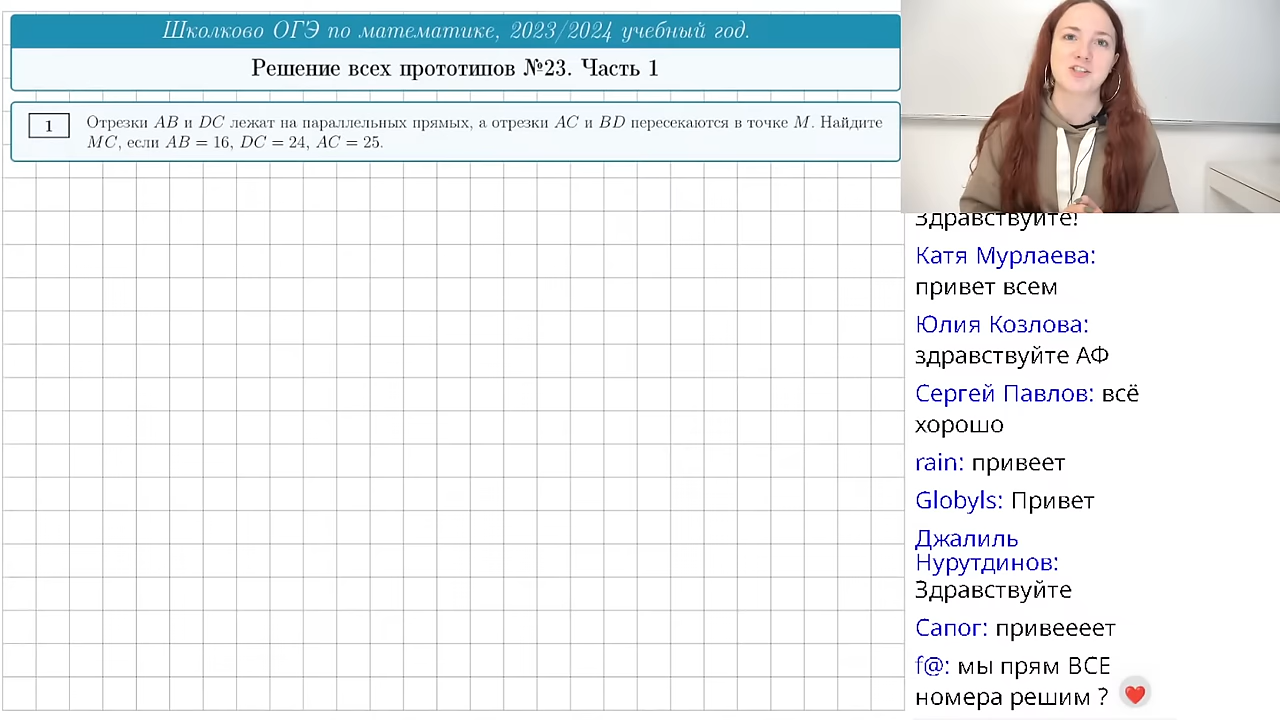 Школково ОГЭ по математике, 2023/2024 учебный год.
Решение всех прототипов №23. Часть 1
1 Отрезки AB и DC лежат на параллельных прямых, а отрезки AC и BD пересекаются в точке M. Найдите
MC, если AB = 16, DC = 24, AC = 25.
Здравствуйте!
Катя Мурлаева:
привет всем
Юлия Козлова:
здравствуйте АФ
Сергей Павлов: всё
хорошо
rain: привеет
Globyls: Привет
Джалиль
Нурутдинов:
Здравствуйте
Сапог: привеееет
f@: мы прям ВСЕ
номера решим ? ❤️